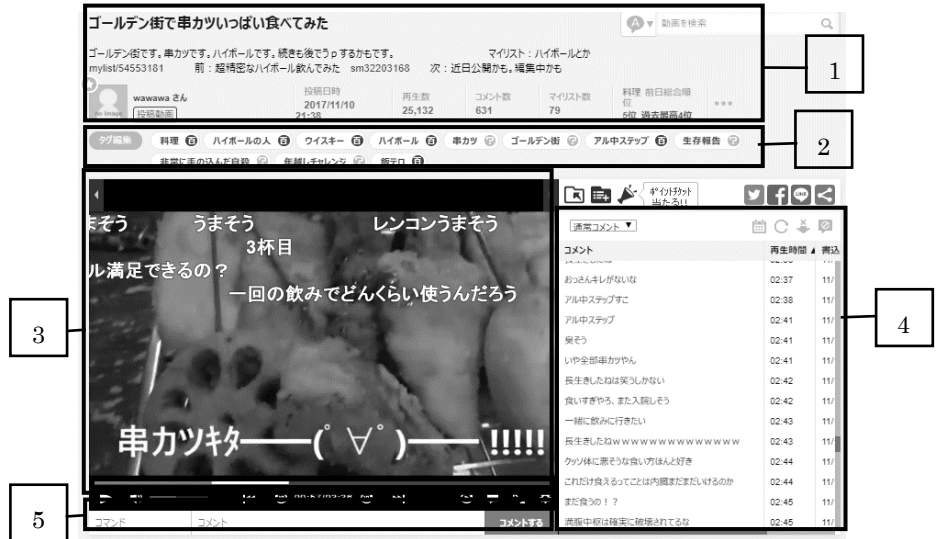 ゴールデン街で串カツいっぱい食べてみた
動画を検索
ゴールデン街です。串カツです。ハイボールです。続きも後でうｐするかもです。 マイリスト：ハイボールとか
mylist/54553181 前：超精密なハイボール飲んでみた sm32203168 次：近日公開かも。編集中かも
wawawa さん
投稿動画
投稿日時
2017/11/10
21:38
再生数
25,132
コメント数
631
マイリスト数
79
料理 前日総合順位
5位 過去最高4位
1
タグ編集 料理 ハイボールの人 ウイスキー ハイボール 串カツ ゴールデン街 アル中ステップ 生存報告
非常に手の込んだ自殺 年越しチャレンジ 飯テロ
2
ポイントチケット
当たる!!
LINE
まそう うまそう レンコンうまそう
3杯目
ル満足できるの？
一回の飲みでどんくらい使うんだろう
串カツｷﾀ━━(ﾟ∀ﾟ)━━!!!!!
3
通常コメント ▼
コメント 再生時間 ▲ 書込
おっさんキレがないな 02:37 11/
アル中ステップすこ 02:38 11/
アル中ステップ 02:41 11/
臭そう 02:41 11/
いや全部串カツやん 02:41 11/
長生きしたねは笑うしかない 02:42 11/
食いすぎやろ、また入院しそう 02:42 11/
一緒に飲みに行きたい 02:43 11/
長生きしたねｗｗｗｗｗｗｗｗｗｗｗｗｗｗ 02:43 11/
クッソ体に悪そうな食い方ほんと好き 02:44 11/
これだけ食えるってことは内臓まだまだいけるのか 02:44 11/
まだ食うの！？ 02:45 11/
満腹中枢は確実に破壊されてるな 02:45 11/
4
5
コマンド コメント コメントする